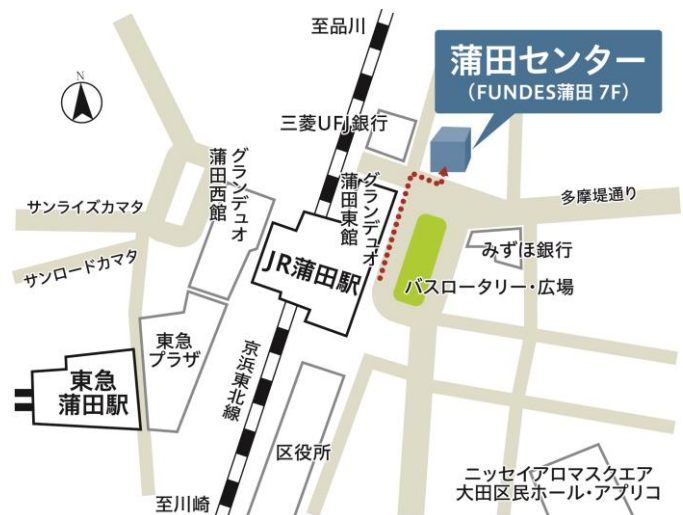 至品川
蒲田センター
（FUNDES蒲田 7F）
N
三菱UFJ銀行
グランデュオ
蒲田西館
グランデュオ
蒲田東館
多摩堤通り
サンライズカマタ
みずほ銀行
サンロードカマタ
JR蒲田駅
バスロータリー・広場
東急
プラザ
京浜東北線
東急
蒲田駅
区役所
ニッセイアロマスクエア
大田区民ホール・アプリコ
至川崎